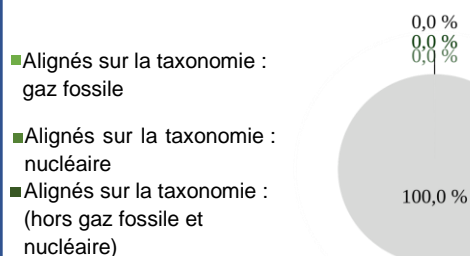 Alignés sur la taxonomie :
gaz fossile
Alignés sur la taxonomie :
nucléaire
Alignés sur la taxonomie :
(hors gaz fossile et
nucléaire)
0,0 %
0,0 %
0,0 %
100,0 %